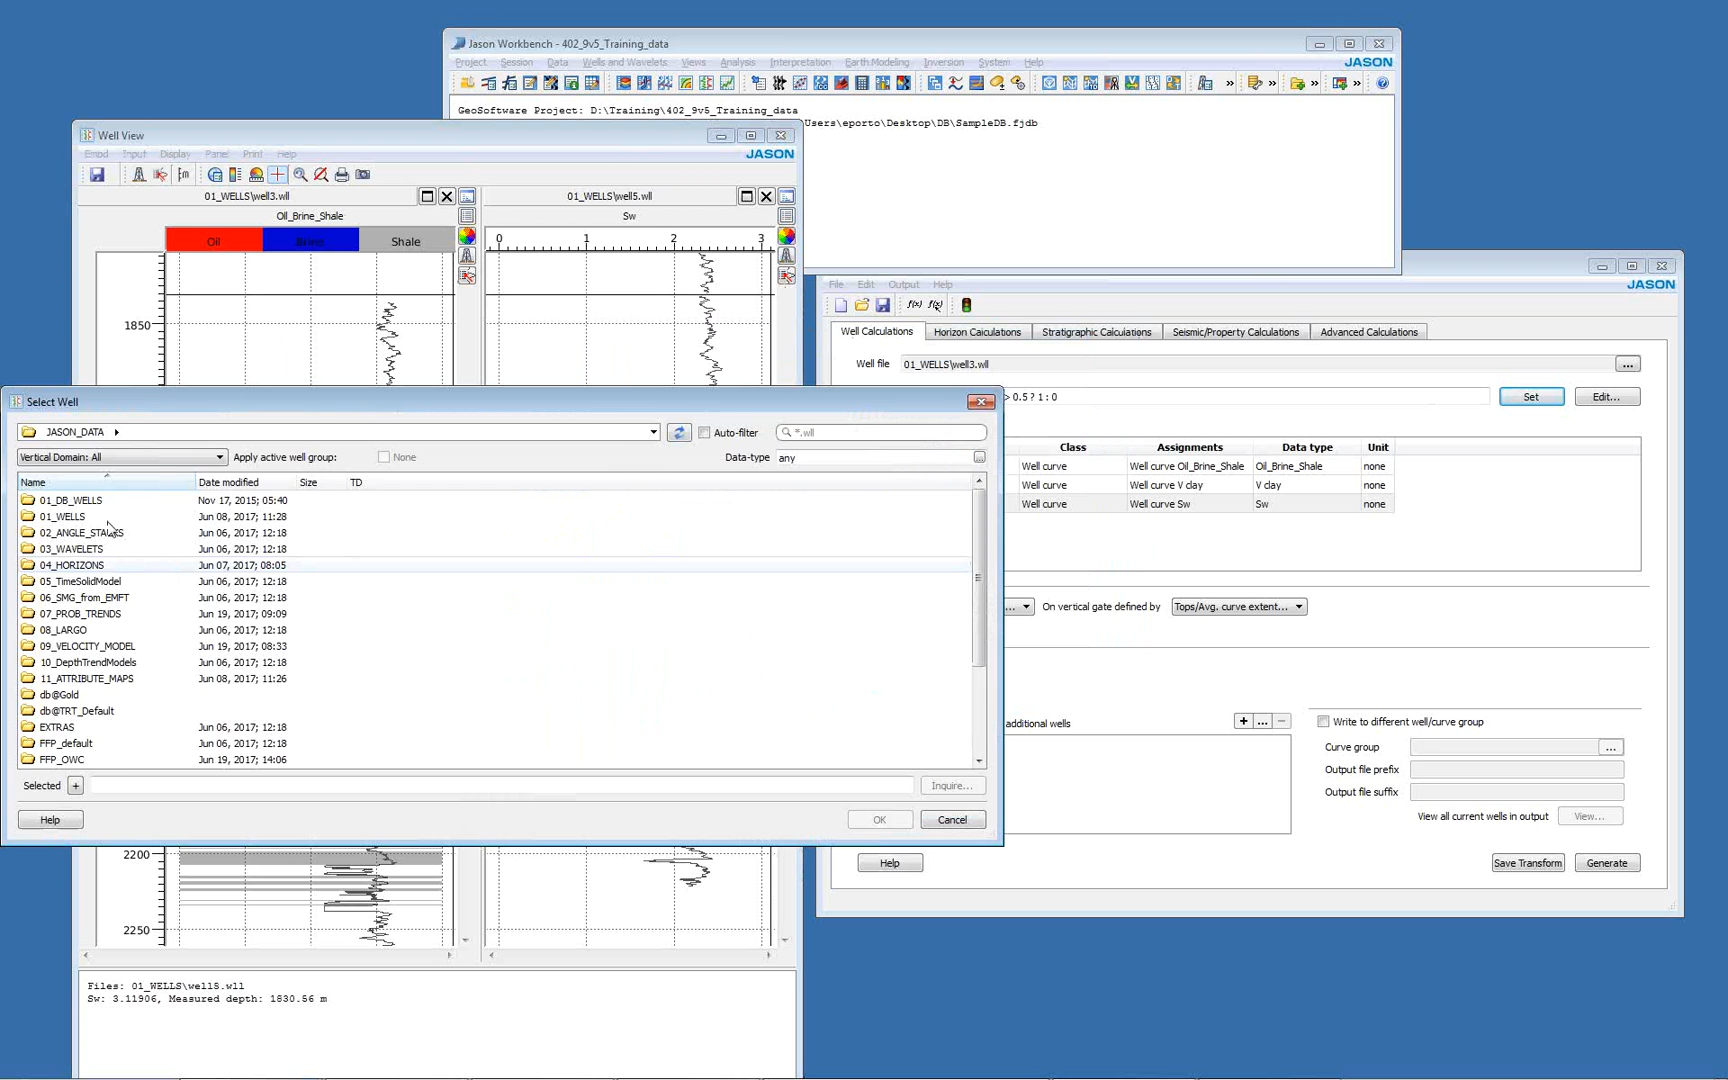 Jason Workbench - 402_9v5_Training_data
Project Session Data Wells and Wavelets Views Analysis Interpretation Earth Modeling Inversion System Help
JASON
GeoSoftware Project: D:\Training\402_9v5_Training_data
Users\eporto\Desktop\DB\SampleDB.fjdb
Well View
Emod Input Display Panel Print Help
JASON
01_WELLS\well3.wll
01_WELLS\well5.wll
Oil_Brine_Shale
Sw
Oil
Shale
0 1 2 3
1850
File Edit Output Help
JASON
Well Calculations Horizon Calculations Stratigraphic Calculations Seismic/Property Calculations Advanced Calculations
Well file 01_WELLS\well3.wll ...
> 0.5 ? 1 : 0 Set Edit...
Class Assignments Data type Unit
Well curve Well curve Oil_Brine_Shale Oil_Brine_Shale none
Well curve Well curve V clay V clay none
Well curve Well curve Sw Sw none
... On vertical gate defined by Tops/Avg. curve extent...
additional wells + ... −
Write to different well/curve group
Curve group ...
Output file prefix
Output file suffix
View all current wells in output View...
Help Save Transform Generate
Select Well
JASON_DATA
Auto-filter *.wll
Vertical Domain: All Apply active well group: None Data-type any ...
Name Date modified Size TD
01_DB_WELLS Nov 17, 2015; 05:40
01_WELLS Jun 08, 2017; 11:28
02_ANGLE_STACKS Jun 06, 2017; 12:18
03_WAVELETS Jun 06, 2017; 12:18
04_HORIZONS Jun 07, 2017; 08:05
05_TimeSolidModel Jun 06, 2017; 12:18
06_SMG_from_EMFT Jun 06, 2017; 12:18
07_PROB_TRENDS Jun 19, 2017; 09:09
08_LARGO Jun 06, 2017; 12:18
09_VELOCITY_MODEL Jun 19, 2017; 08:33
10_DepthTrendModels Jun 06, 2017; 12:18
11_ATTRIBUTE_MAPS Jun 08, 2017; 11:26
db@Gold
db@TRT_Default
EXTRAS Jun 06, 2017; 12:18
FFP_default Jun 06, 2017; 12:18
FFP_OWC Jun 19, 2017; 14:06
Selected + Inquire...
Help OK Cancel
2200
2250
Files: 01_WELLS\well5.wll
Sw: 3.11906, Measured depth: 1830.56 m